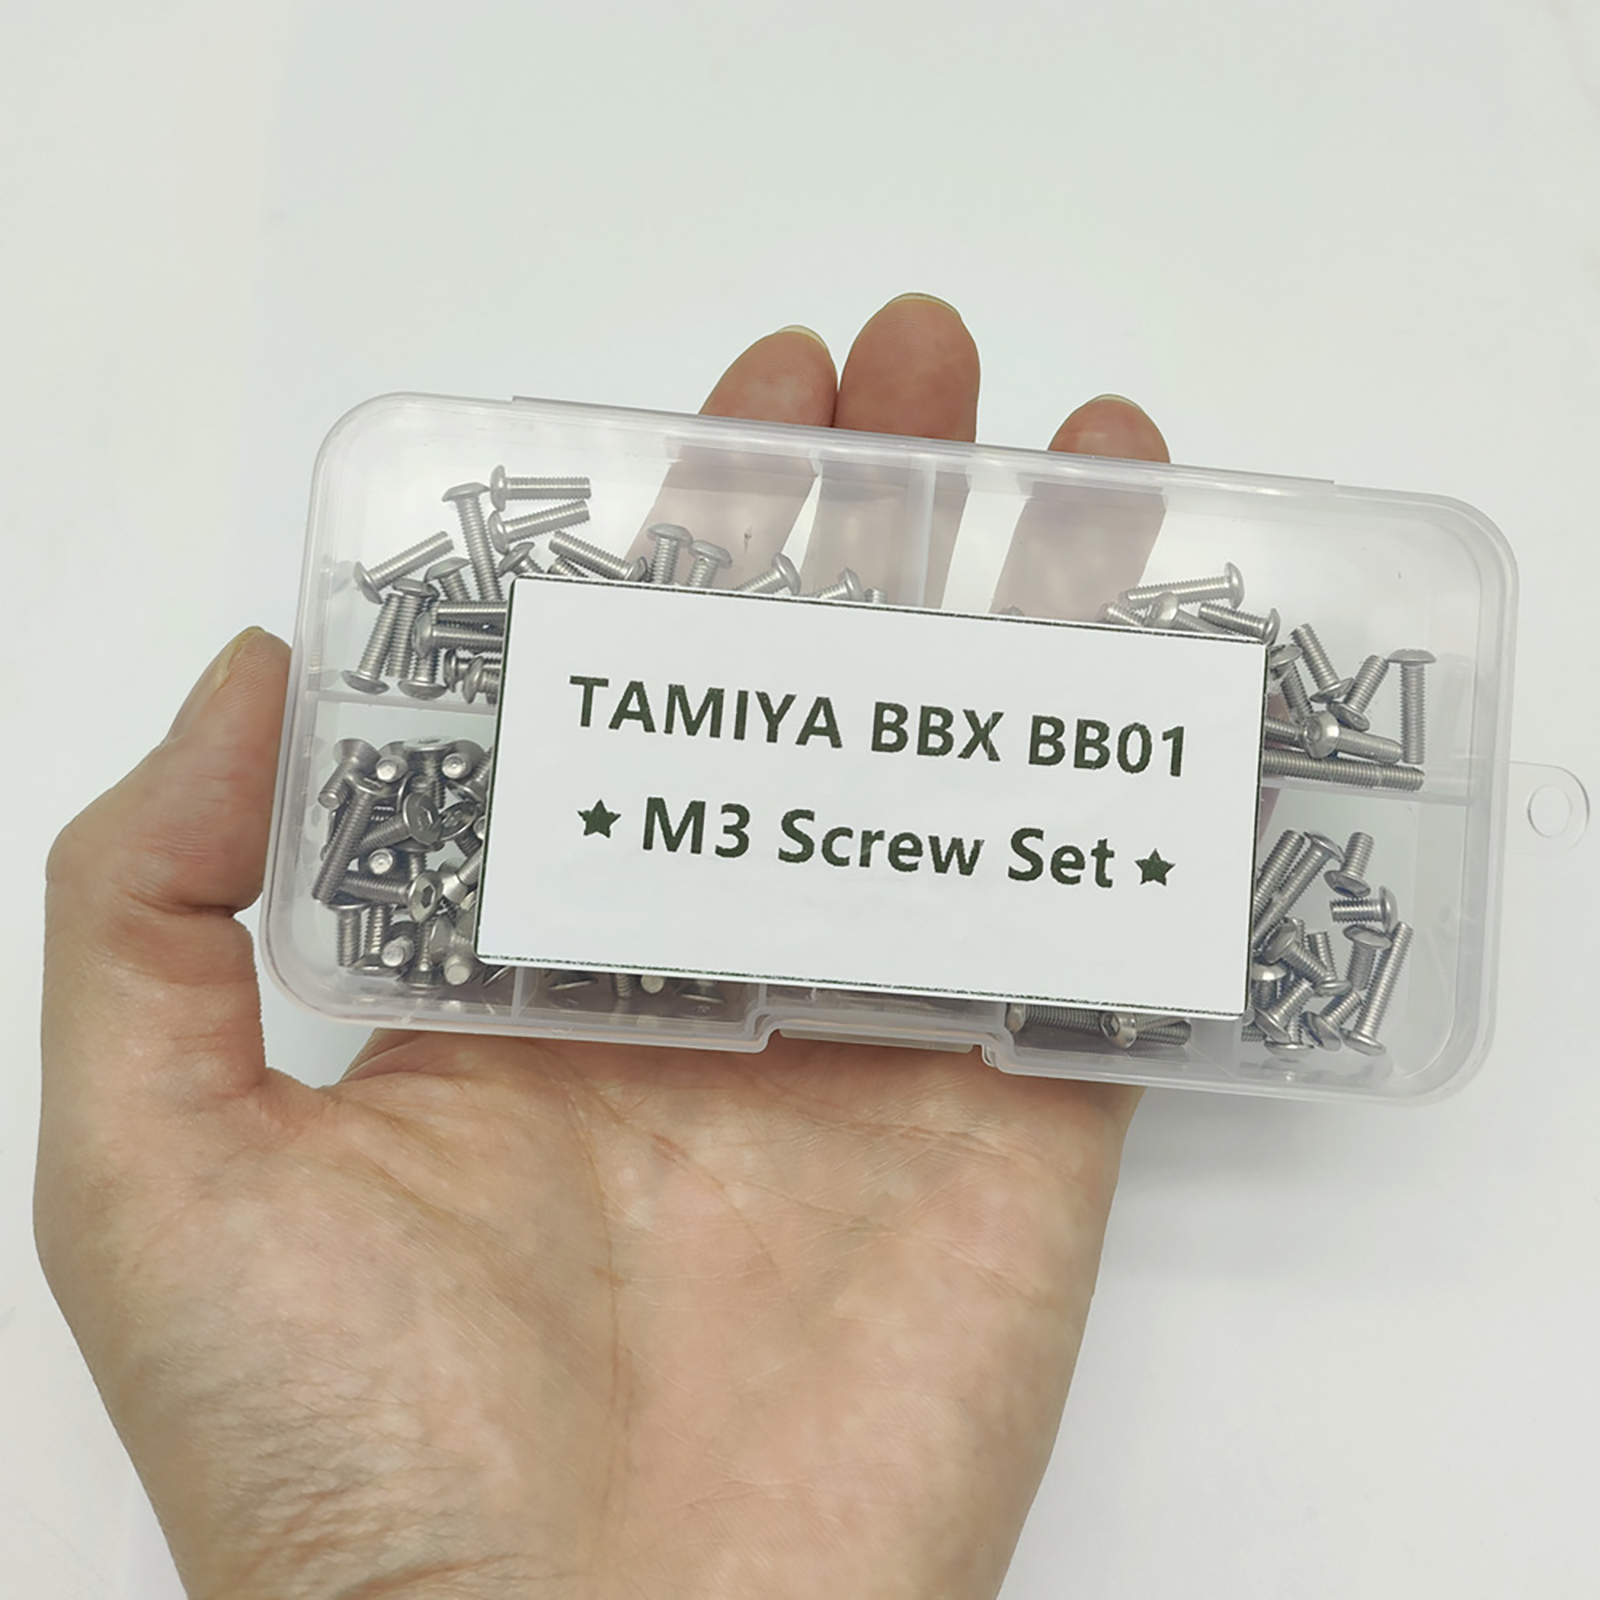 TAMIYA BBX BB01
★ M3 Screw Set ★